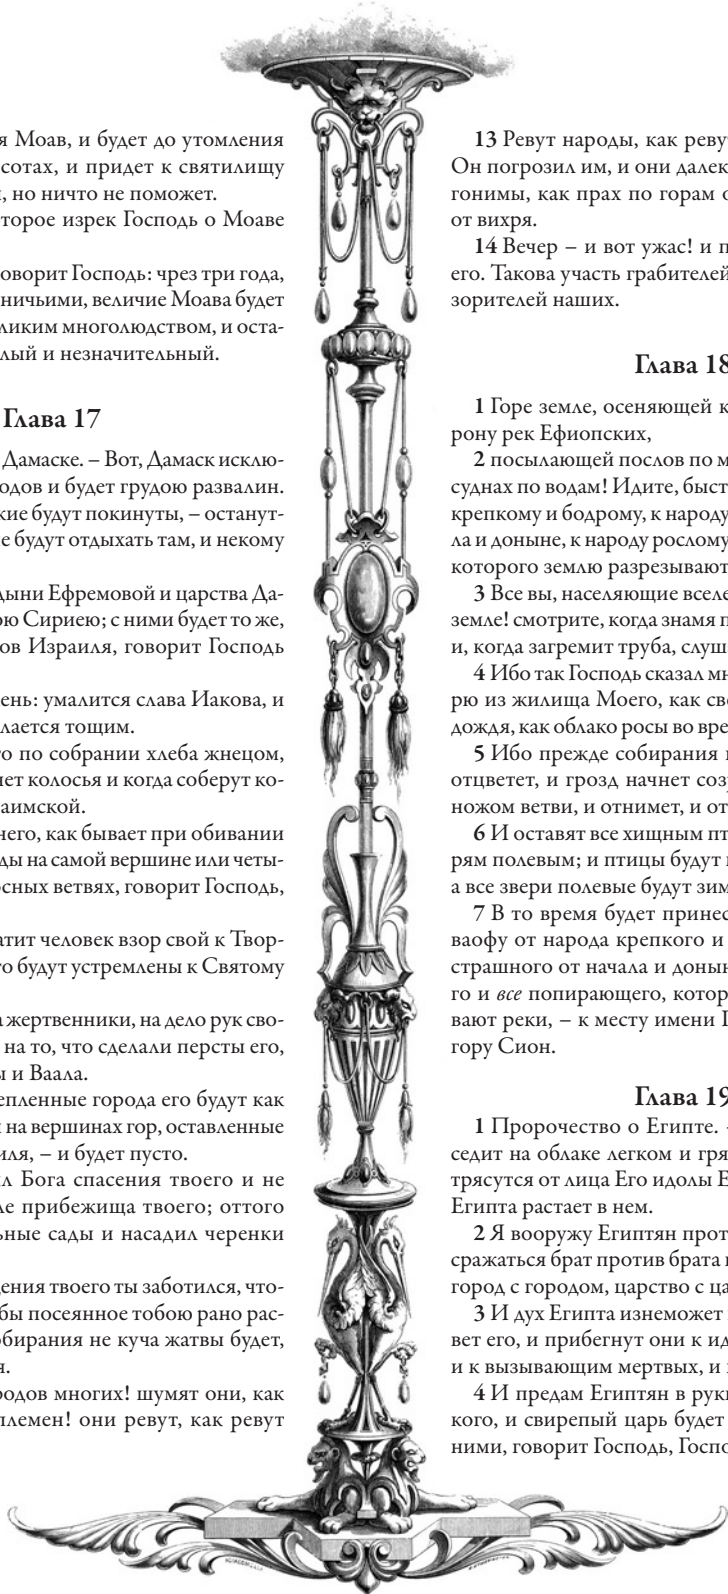 я Моав, и будет до утомления
сотах, и придет к святилищу
, но ничто не поможет.
торое изрек Господь о Моаве
оворит Господь: чрез три года,
ничьими, величие Моава будет
ликим многолюдством, и оста-
лый и незначительный.
Глава 17
Дамаске. – Вот, Дамаск исклю-
одов и будет грудою развалин.
кие будут покинуты, – останут-
е будут отдыхать там, и некому
дыни Ефремовой и царства Да-
ою Сириею; с ними будет то же,
ов Израиля, говорит Господь
ень: умалится слава Иакова, и
лается тощим.
о по собрании хлеба жнецом,
нет колосья и когда соберут ко-
аимской.
него, как бывает при обивании
ды на самой вершине или четы-
осных ветвях, говорит Господь,
атит человек взор свой к Твор-
го будут устремлены к Святому
а жертвенники, на дело рук сво-
на то, что сделали персты его,
ы и Ваала.
епленные города его будут как
на вершинах гор, оставленные
иля, – и будет пусто.
л Бога спасения твоего и не
ле прибежища твоего; оттого
ьные сады и насадил черенки
дения твоего ты заботился, что-
бы посеянное тобою рано рас-
обирания не куча жатвы будет,
я.
родов многих! шумят они, как
племен! они ревут, как ревут
13 Ревут народы, как реву
Он погрозил им, и они далек
гонимы, как прах по горам о
от вихря.
14 Вечер – и вот ужас! и п
его. Такова участь грабителей
зорителей наших.
Глава 18
1 Горе земле, осеняющей к
рону рек Ефиопских,
2 посылающей послов по м
суднах по водам! Идите, быст
крепкому и бодрому, к народу
ла и доныне, к народу рослому
которого землю разрезывают
3 Все вы, населяющие вселе
земле! смотрите, когда знамя п
и, когда загремит труба, слуш
4 Ибо так Господь сказал мн
рю из жилища Моего, как све
дождя, как облако росы во вре
5 Ибо прежде собирания
отцветет, и грозд начнет созр
ножом ветви, и отнимет, и от
6 И оставят все хищным пт
рям полевым; и птицы будут
а все звери полевые будут зим
7 В то время будет принес
ваофу от народа крепкого и
страшного от начала и донын
го и все попирающего, котор
вают реки, – к месту имени Г
гору Сион.
Глава 19
1 Пророчество о Египте. –
седит на облаке легком и гря
трясутся от лица Его идолы Е
Египта растает в нем.
2 Я вооружу Египтян прот
сражаться брат против брата
город с городом, царство с ца
3 И дух Египта изнеможет
вет его, и прибегнут они к ид
и к вызывающим мертвых, и
4 И предам Египтян в руки
кого, и свирепый царь будет
ними, говорит Господь, Госпо